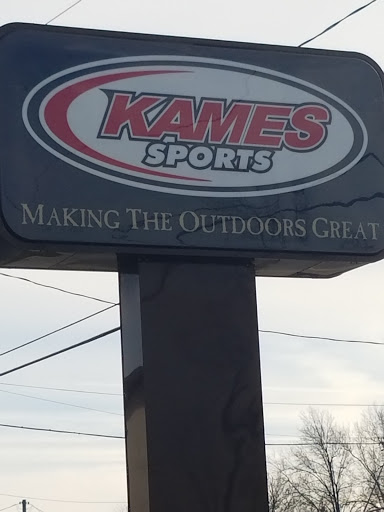 KAMES
SPORTS
MAKING THE OUTDOORS GREAT